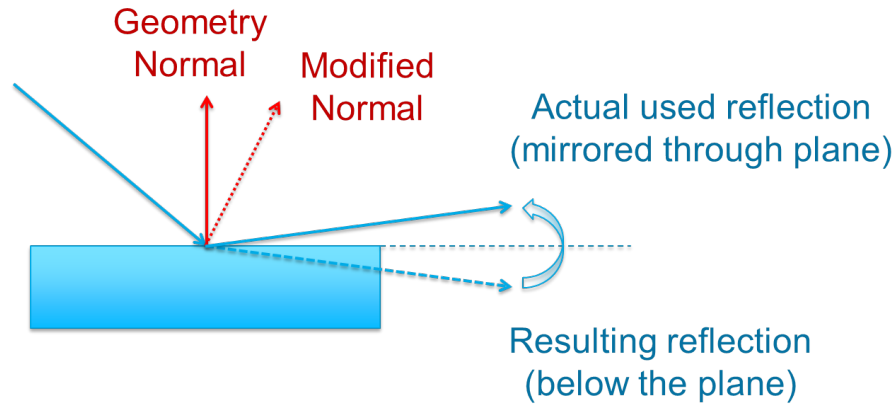 Geometry
Normal
Modified
Normal
Actual used reflection
(mirrored through plane)
Resulting reflection
(below the plane)